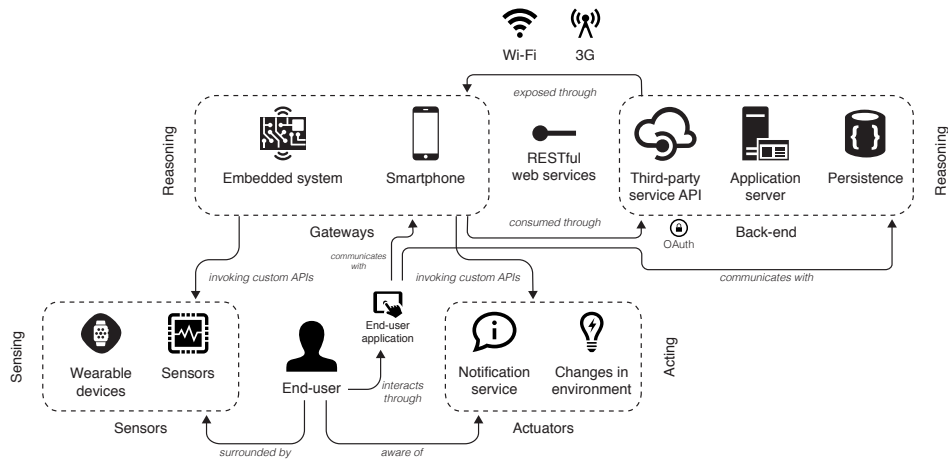 Wi-Fi
3G
exposed through
Reasoning
Embedded system
Smartphone
RESTful
web services
Third-party
service API
Application
server
Persistence
{ }
Reasoning
Gateways
consumed through
OAuth
Back-end
communicates
with
invoking custom APIs
invoking custom APIs
communicates with
Sensing
Wearable
devices
Sensors
End-user
End-user
application
interacts
through
i
Notification
service
Changes in
environment
Acting
Sensors
Actuators
surrounded by
aware of